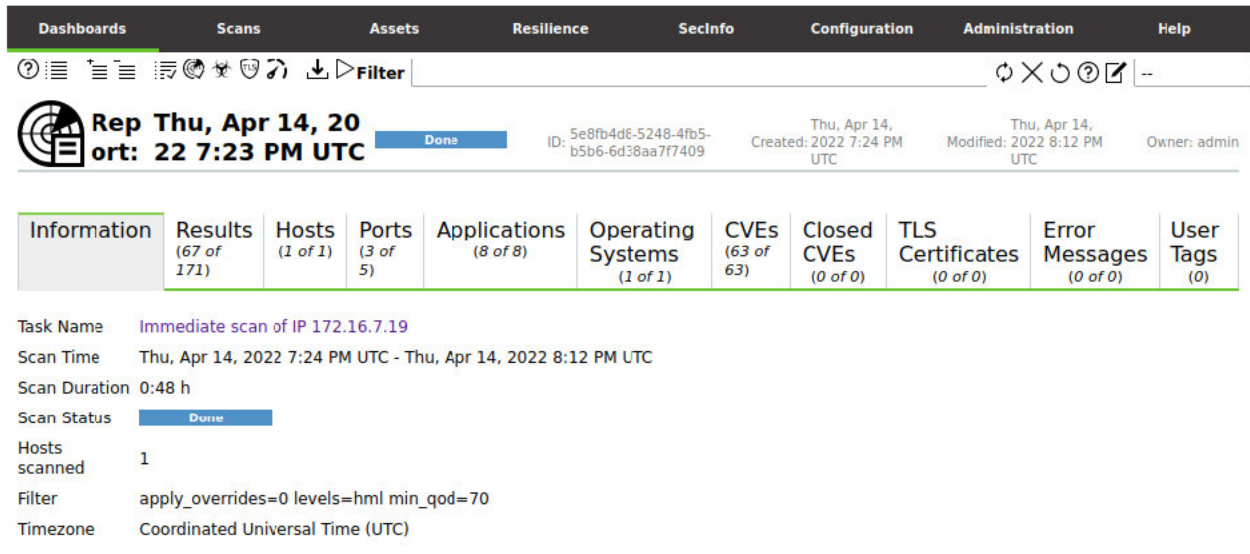 Dashboards Scans Assets Resilience SecInfo Configuration Administration Help
Filter --
Rep Thu, Apr 14, 20
ort: 22 7:23 PM UTC
Done
ID: 5e8fb4d8-5248-4fb5-
b5b6-6d38aa7f7409
Thu, Apr 14,
Created: 2022 7:24 PM
UTC
Thu, Apr 14,
Modified: 2022 8:12 PM
UTC
Owner: admin
Information
Results
(67 of
171)
Hosts
(1 of 1)
Ports
(3 of
5)
Applications
(8 of 8)
Operating
Systems
(1 of 1)
CVEs
(63 of
63)
Closed
CVEs
(0 of 0)
TLS
Certificates
(0 of 0)
Error
Messages
(0 of 0)
User
Tags
(0)
Task Name Immediate scan of IP 172.16.7.19
Scan Time Thu, Apr 14, 2022 7:24 PM UTC - Thu, Apr 14, 2022 8:12 PM UTC
Scan Duration 0:48 h
Scan Status Done
Hosts
scanned 1
Filter apply_overrides=0 levels=hml min_qod=70
Timezone Coordinated Universal Time (UTC)